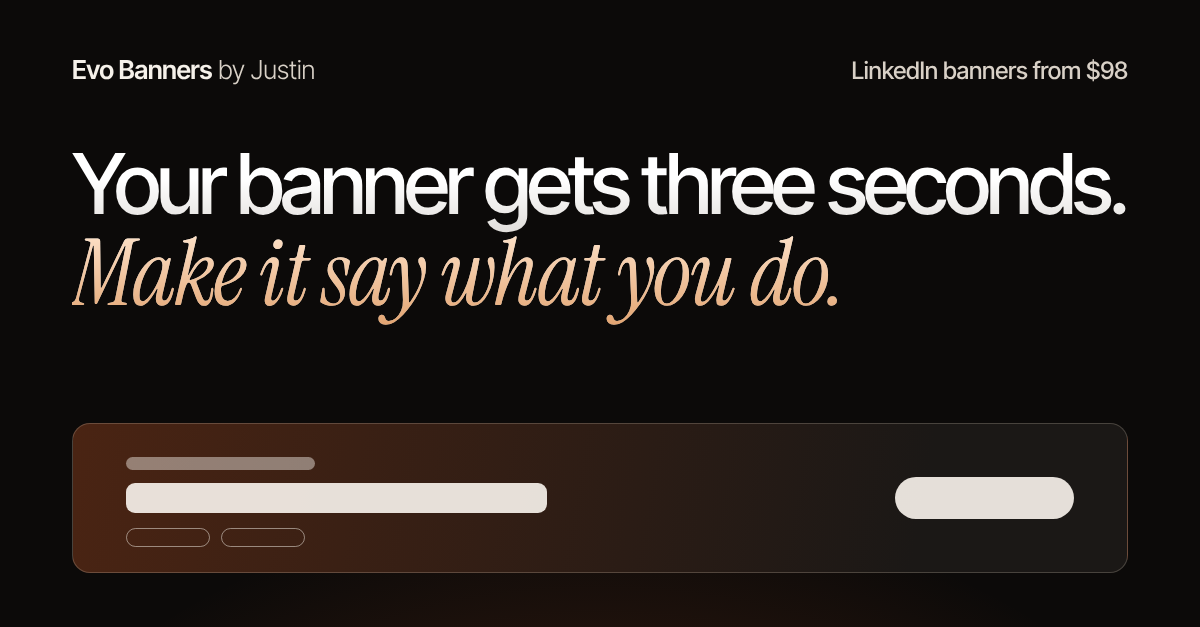 Evo Banners by Justin
LinkedIn banners from $98
Your banner gets three seconds.
Make it say what you do.